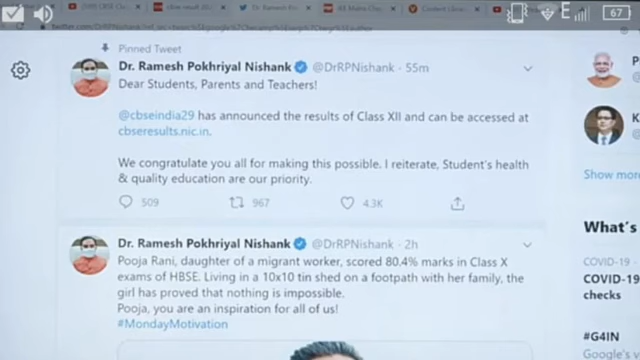 67
E
Pinned Tweet
Dr. Ramesh Pokhriyal Nishank @DrRPNishank · 55m
Dear Students, Parents and Teachers!
@cbseindia29 has announced the results of Class XII and can be accessed at
cbseresults.nic.in.
We congratulate you all for making this possible. I reiterate, Student's health
& quality education are our priority.
509 967 4.3K
Dr. Ramesh Pokhriyal Nishank @DrRPNishank · 2h
Pooja Rani, daughter of a migrant worker, scored 80.4% marks in Class X
exams of HBSE. Living in a 10x10 tin shed on a footpath with her family, the
girl has proved that nothing is impossible.
Pooja, you are an inspiration for all of us!
#MondayMotivation
Show more
What's
COVID-19 ·
COVID-19
checks
#G4IN
Google's